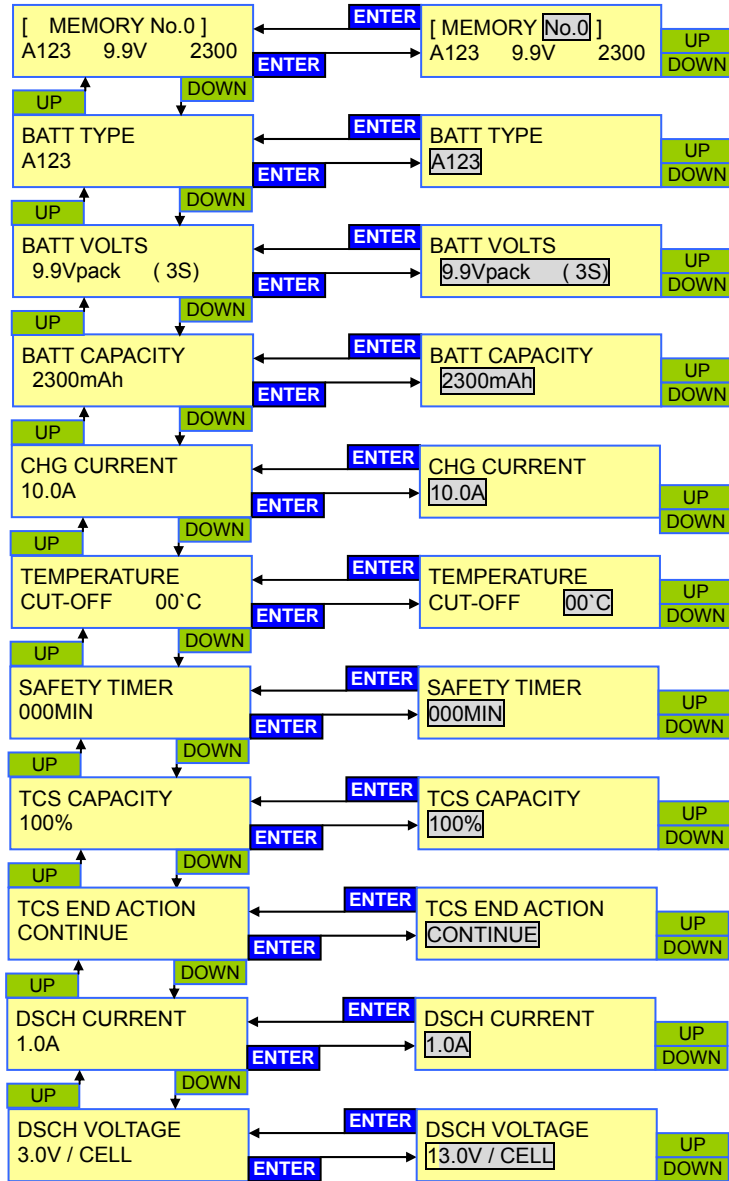 ENTER
[ MEMORY No.0 ]
A123 9.9V 2300
ENTER
[ MEMORY No.0 ]
A123 9.9V 2300
UP
DOWN
UP
DOWN
ENTER
BATT TYPE
A123
ENTER
BATT TYPE
A123
UP
DOWN
UP
DOWN
ENTER
BATT VOLTS
9.9Vpack ( 3S)
ENTER
BATT VOLTS
9.9Vpack ( 3S)
UP
DOWN
UP
DOWN
ENTER
BATT CAPACITY
2300mAh
ENTER
BATT CAPACITY
2300mAh
UP
DOWN
UP
DOWN
ENTER
CHG CURRENT
10.0A
ENTER
CHG CURRENT
10.0A
UP
DOWN
UP
DOWN
ENTER
TEMPERATURE
CUT-OFF 00`C
ENTER
TEMPERATURE
CUT-OFF 00`C
UP
DOWN
UP
DOWN
ENTER
SAFETY TIMER
000MIN
ENTER
SAFETY TIMER
000MIN
UP
DOWN
UP
DOWN
ENTER
TCS CAPACITY
100%
ENTER
TCS CAPACITY
100%
UP
DOWN
UP
DOWN
ENTER
TCS END ACTION
CONTINUE
ENTER
TCS END ACTION
CONTINUE
UP
DOWN
UP
DOWN
ENTER
DSCH CURRENT
1.0A
ENTER
DSCH CURRENT
1.0A
UP
DOWN
UP
DOWN
ENTER
DSCH VOLTAGE
3.0V / CELL
ENTER
DSCH VOLTAGE
13.0V / CELL
UP
DOWN